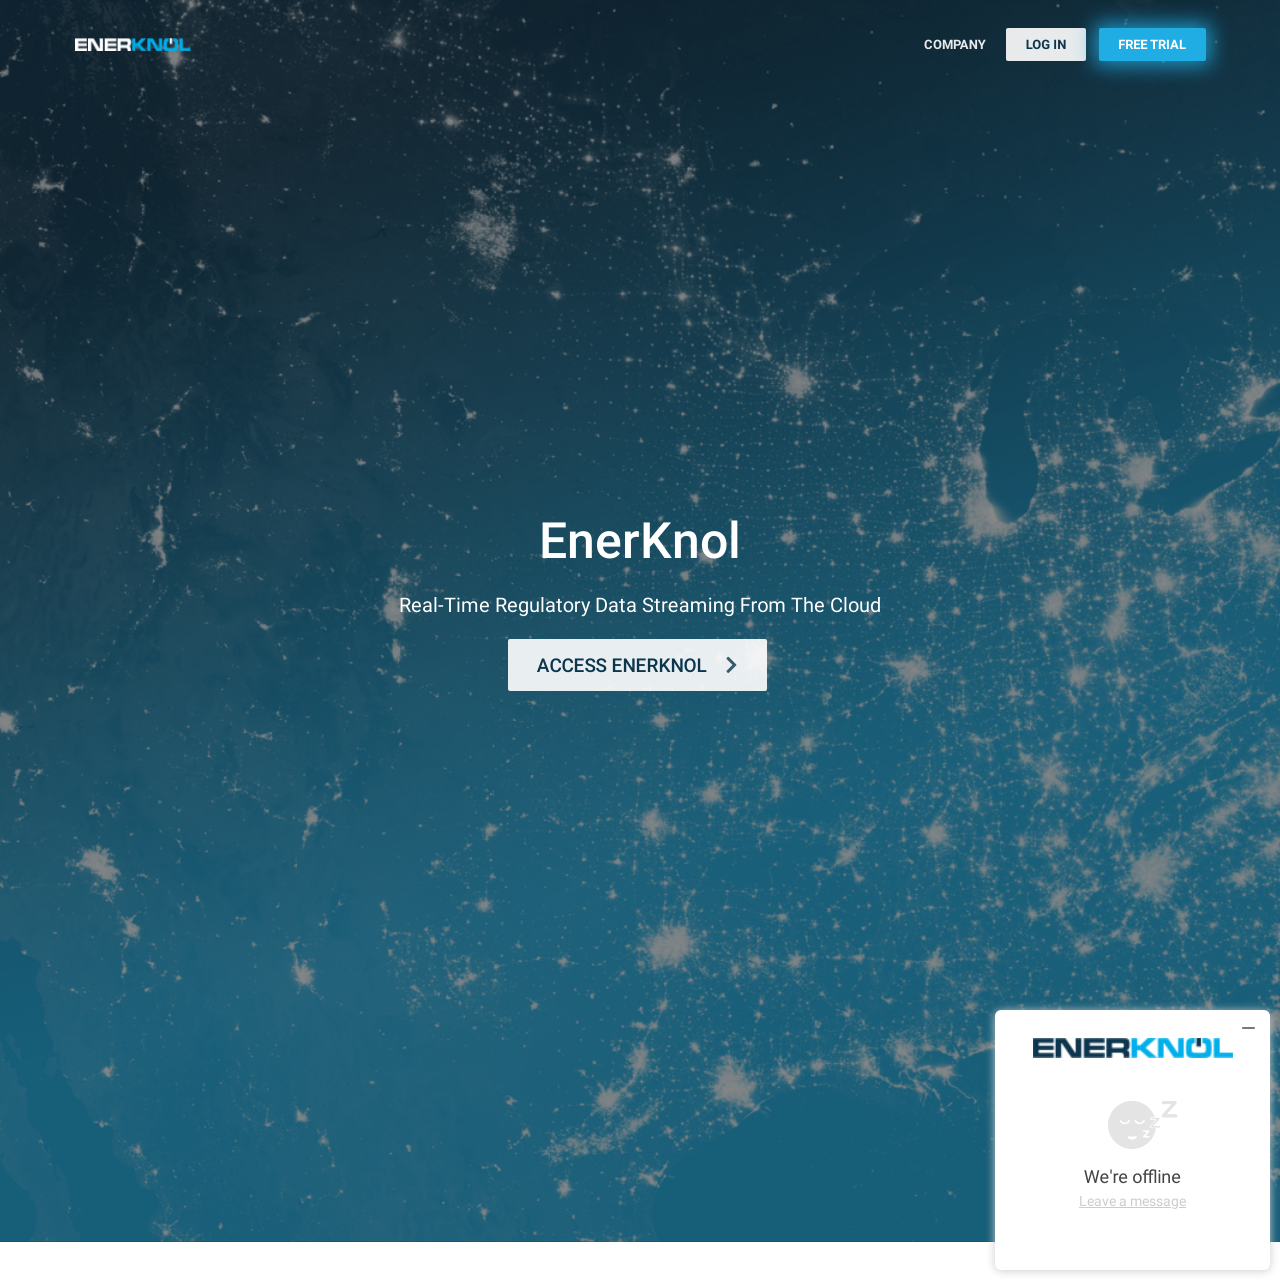 ENERKNOL
COMPANY
LOG IN
FREE TRIAL
EnerKnol
Real-Time Regulatory Data Streaming From The Cloud
ACCESS ENERKNOL
ENERKNOL
z
z
z
We're offline
Leave a message